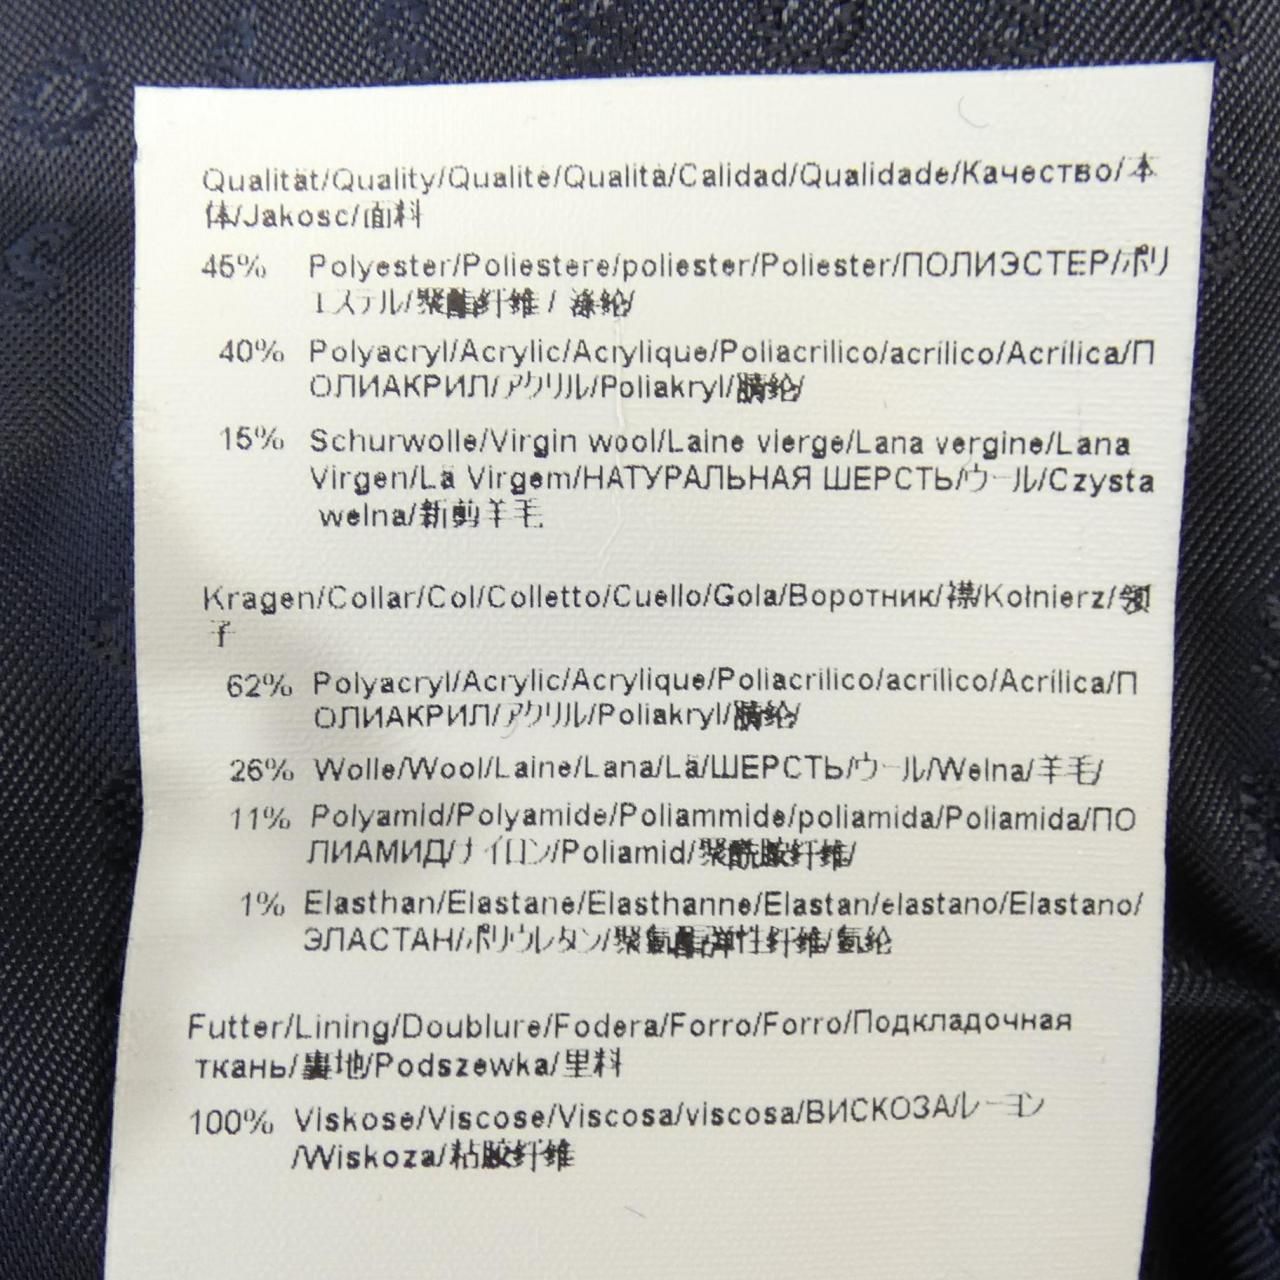 Qualität/Quality/Qualité/Qualità/Calidad/Qualidade/Качество/本
体/Jakosc/面料
45% Polyester/Poliestere/poliester/Poliester/ПОЛИЭСТЕР/ポリ
エステル/聚酯纤维 / 涤纶/
40% Polyacryl/Acrylic/Acrylique/Poliacrilico/acrílico/Acrílica/П
ОЛИАКРИЛ/アクリル/Poliakryl/腈纶/
15% Schurwolle/Virgin wool/Laine vierge/Lana vergine/Lana
Virgen/Lã Virgem/НАТУРАЛЬНАЯ ШЕРСТЬ/ウール/Czysta
welna/新剪羊毛
Kragen/Collar/Col/Colletto/Cuello/Gola/Воротник/襟/Kołnierz/领
子
62% Polyacryl/Acrylic/Acrylique/Poliacrilico/acrílico/Acrílica/П
ОЛИАКРИЛ/アクリル/Poliakryl/腈纶/
26% Wolle/Wool/Laine/Lana/Lã/ШЕРСТЬ/ウール/Welna/羊毛/
11% Polyamid/Polyamide/Poliammide/poliamida/Poliamida/ПО
ЛИАМИД/ナイロン/Poliamid/聚酰胺纤维/
1% Elasthan/Elastane/Elasthanne/Elastan/elastano/Elastano/
ЭЛАСТАН/ポリウレタン/聚氨酯弹性纤维/氨纶
Futter/Lining/Doublure/Fodera/Forro/Forro/Подкладочная
ткань/裏地/Podszewka/里料
100% Viskose/Viscose/Viscosa/viscosa/ВИСКОЗА/レーヨン
/Wiskoza/粘胶纤维